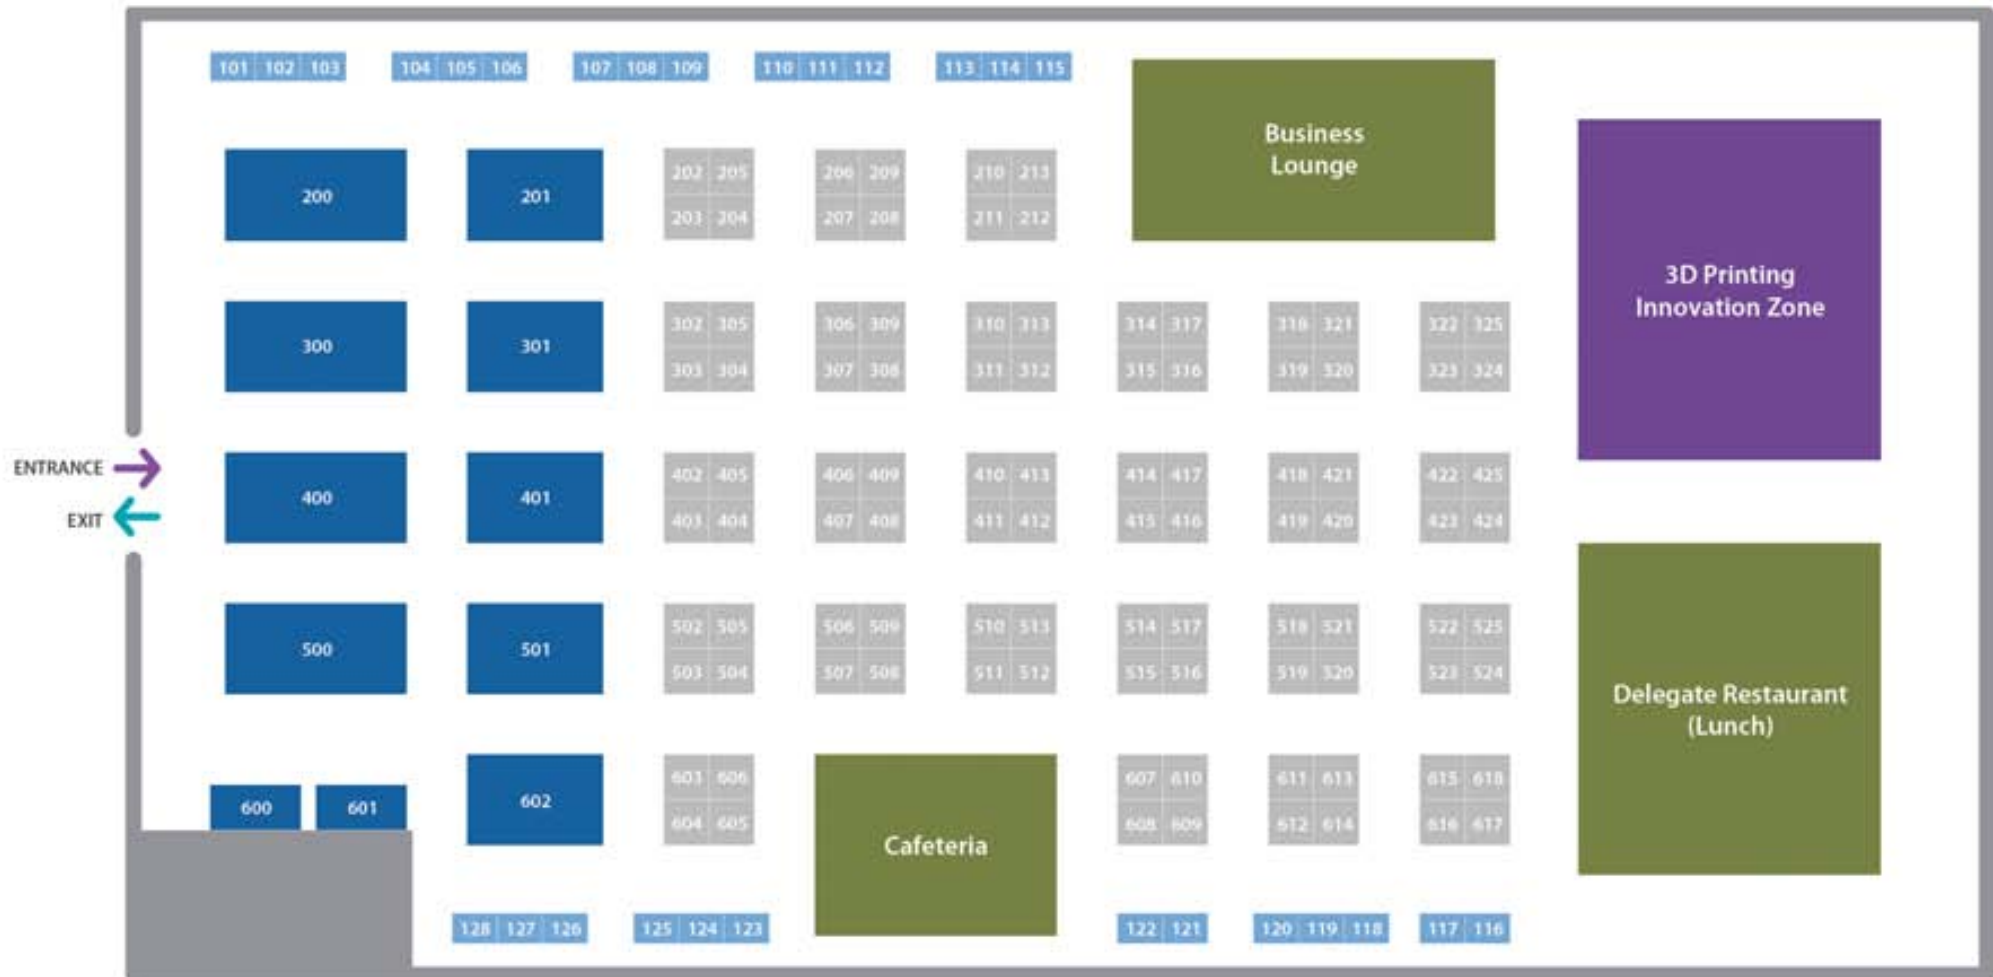 101 102 103 104 105 106 107 108 109 110 111 112 113 114 115
Business
Lounge
200 201
202 205 206 209 210 213
203 204 207 208 211 212
3D Printing
Innovation Zone
300 301
302 305 306 309 310 313 314 317 318 321 322 325
303 304 307 308 311 312 315 316 319 320 323 324
ENTRANCE
EXIT
400 401
402 405 406 409 410 413 414 417 418 421 422 425
403 404 407 408 411 412 415 416 419 420 423 424
500 501
502 505 506 509 510 513 514 517 518 521 522 525
503 504 507 508 511 512 515 516 519 520 523 524
Delegate Restaurant
(Lunch)
600 601 602
603 606 607 610 611 613 615 618
604 605 608 609 612 614 616 617
Cafeteria
128 127 126 125 124 123 122 121 120 119 118 117 116